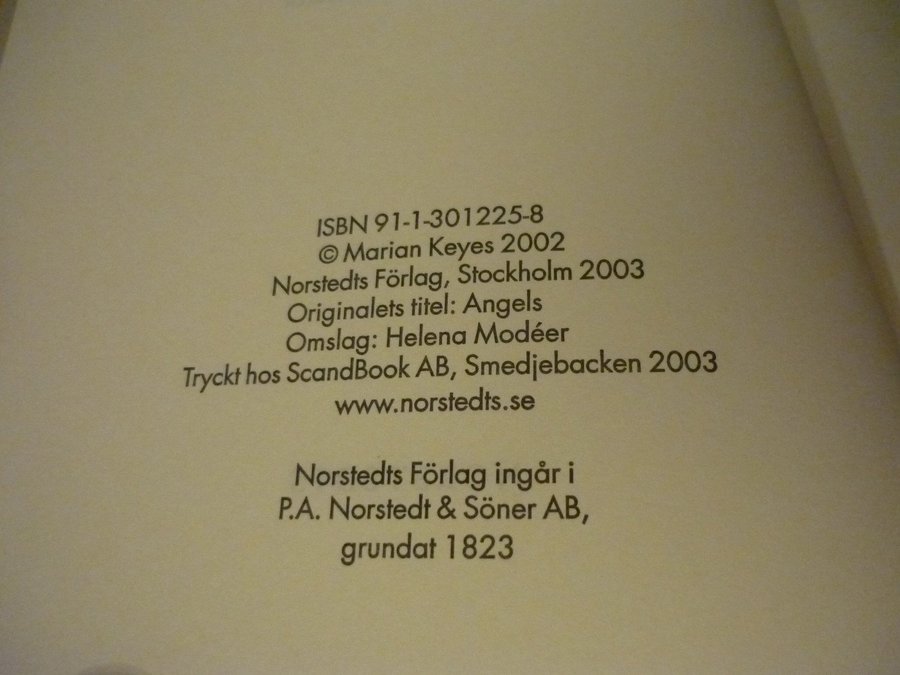 ISBN 91-1-301225-8
© Marian Keyes 2002
Norstedts Förlag, Stockholm 2003
Originalets titel: Angels
Omslag: Helena Modéer
Tryckt hos ScandBook AB, Smedjebacken 2003
www.norstedts.se
Norstedts Förlag ingår i
P.A. Norstedt & Söner AB,
grundat 1823